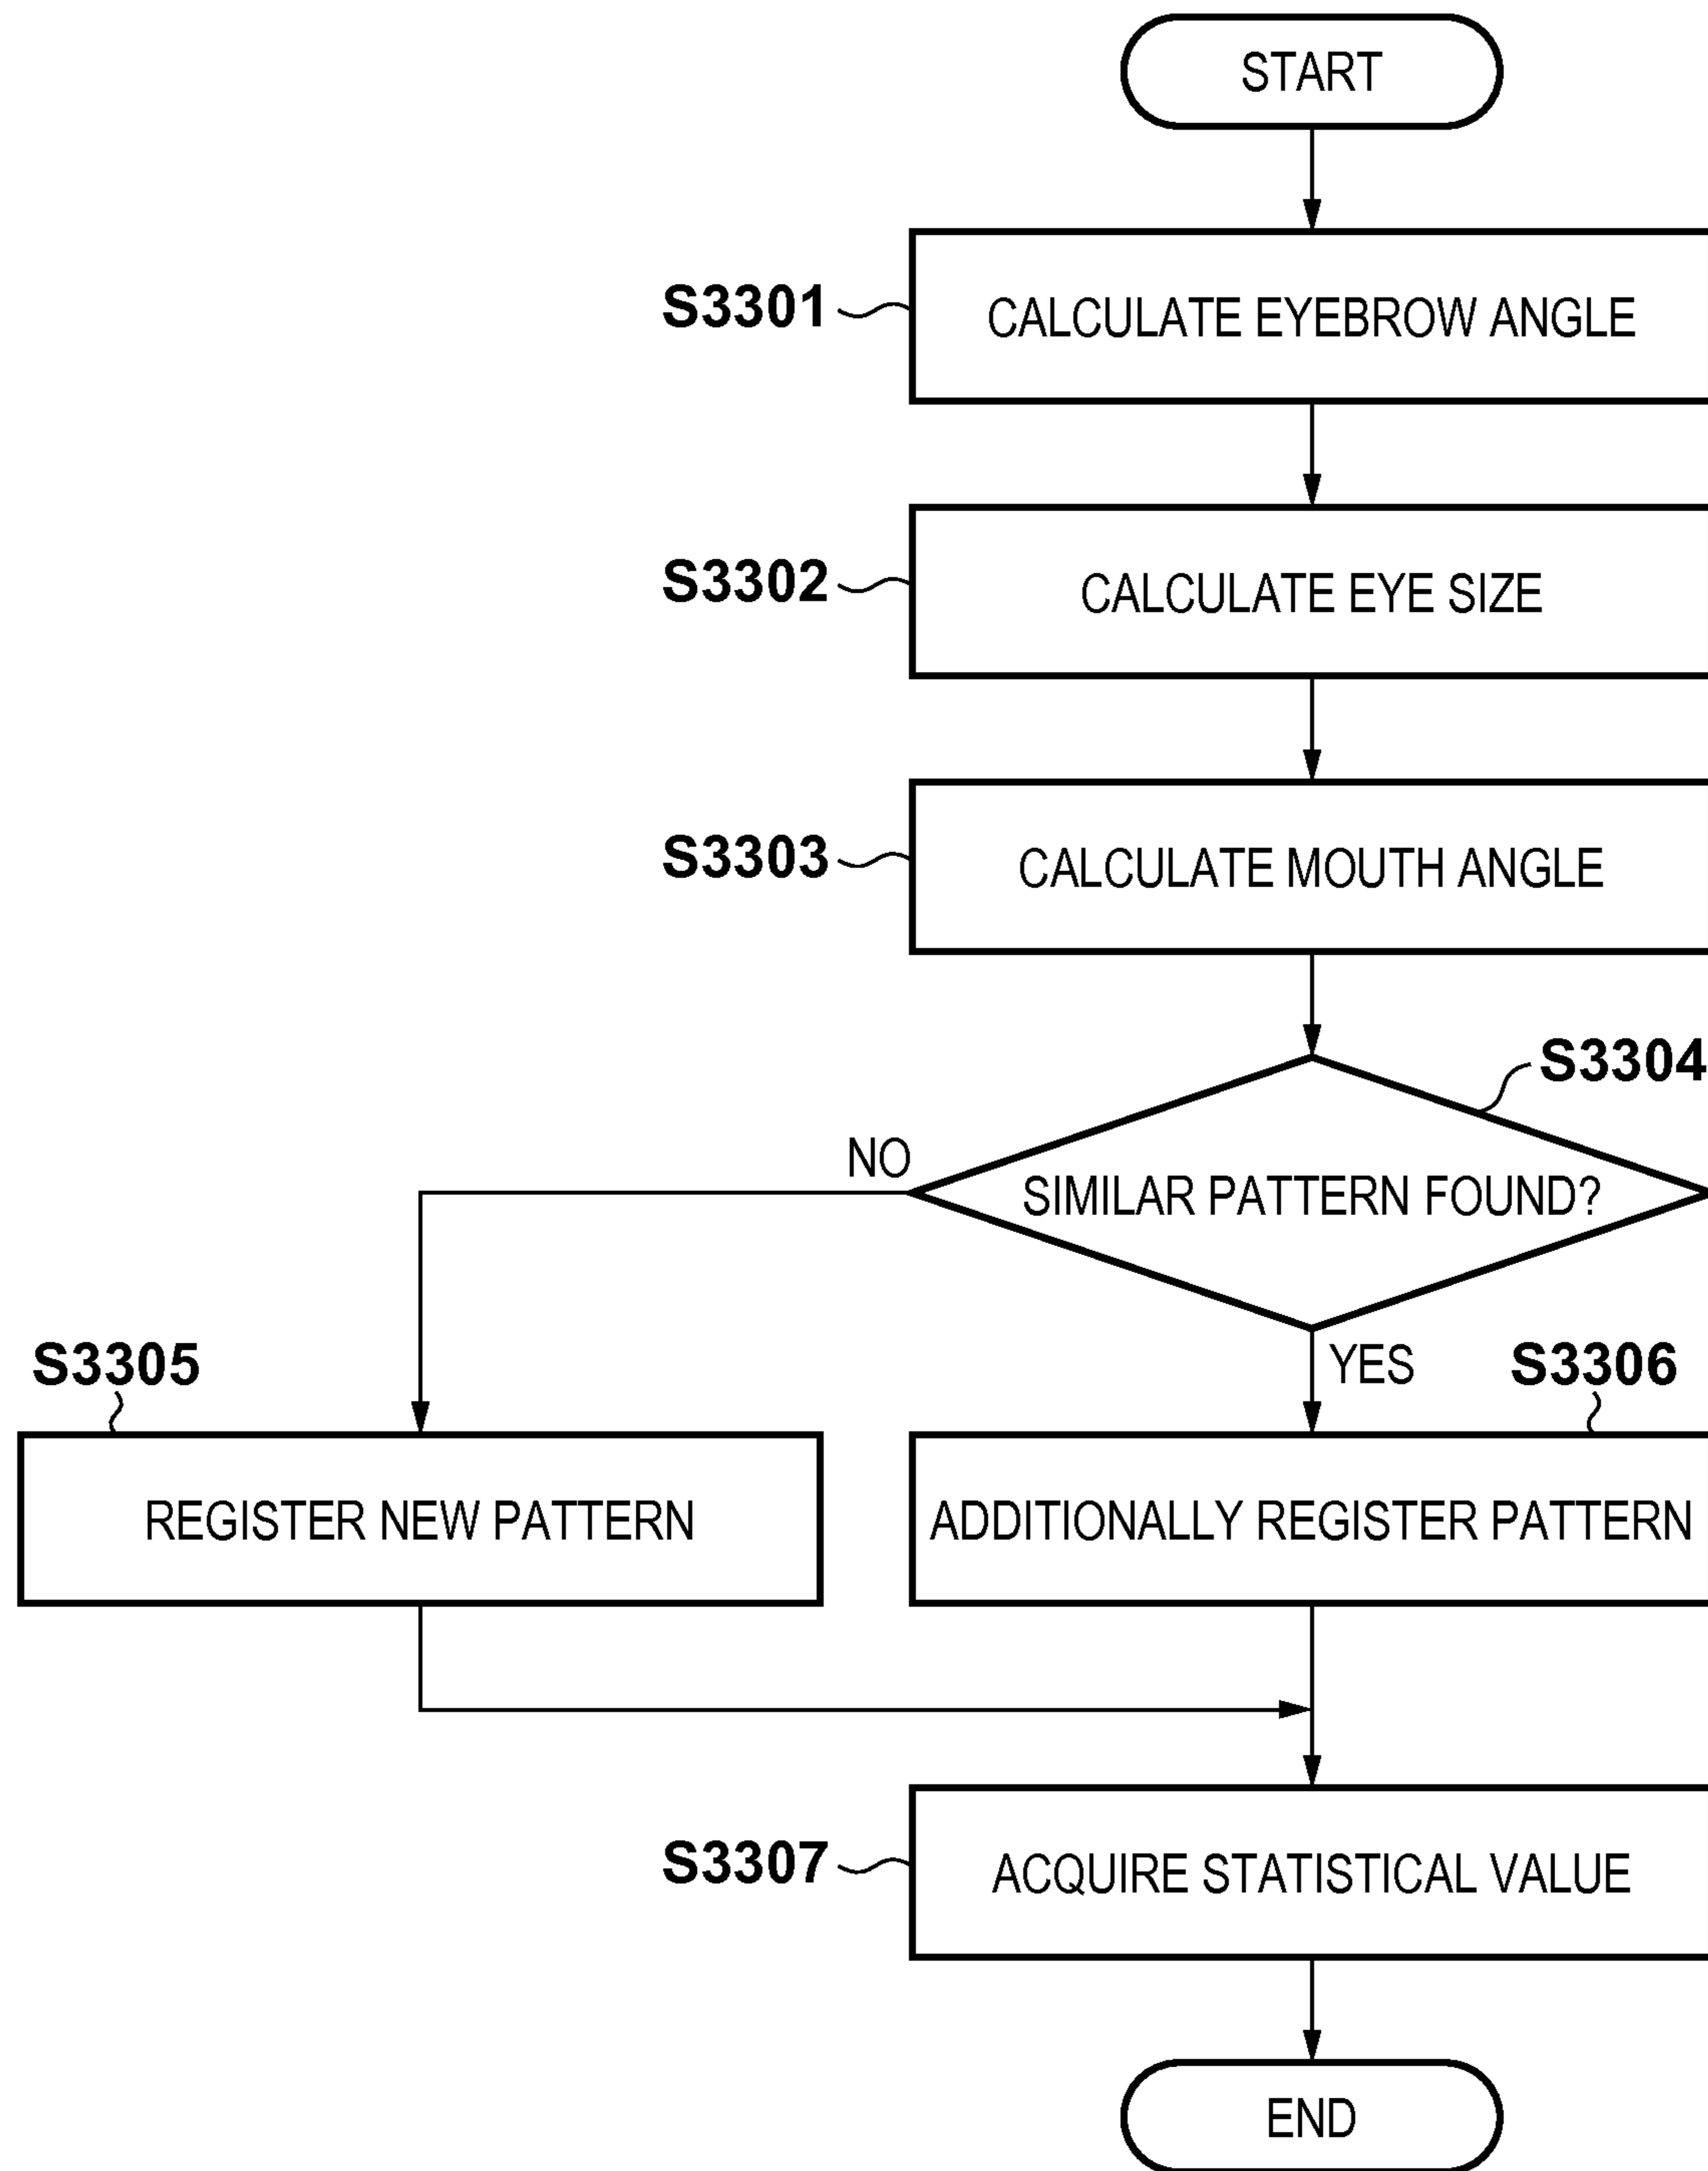 START
S3301
CALCULATE EYEBROW ANGLE
S3302
CALCULATE EYE SIZE
S3303
CALCULATE MOUTH ANGLE
S3304
NO
SIMILAR PATTERN FOUND?
S3305
YES
S3306
REGISTER NEW PATTERN
ADDITIONALLY REGISTER PATTERN
S3307
ACQUIRE STATISTICAL VALUE
END